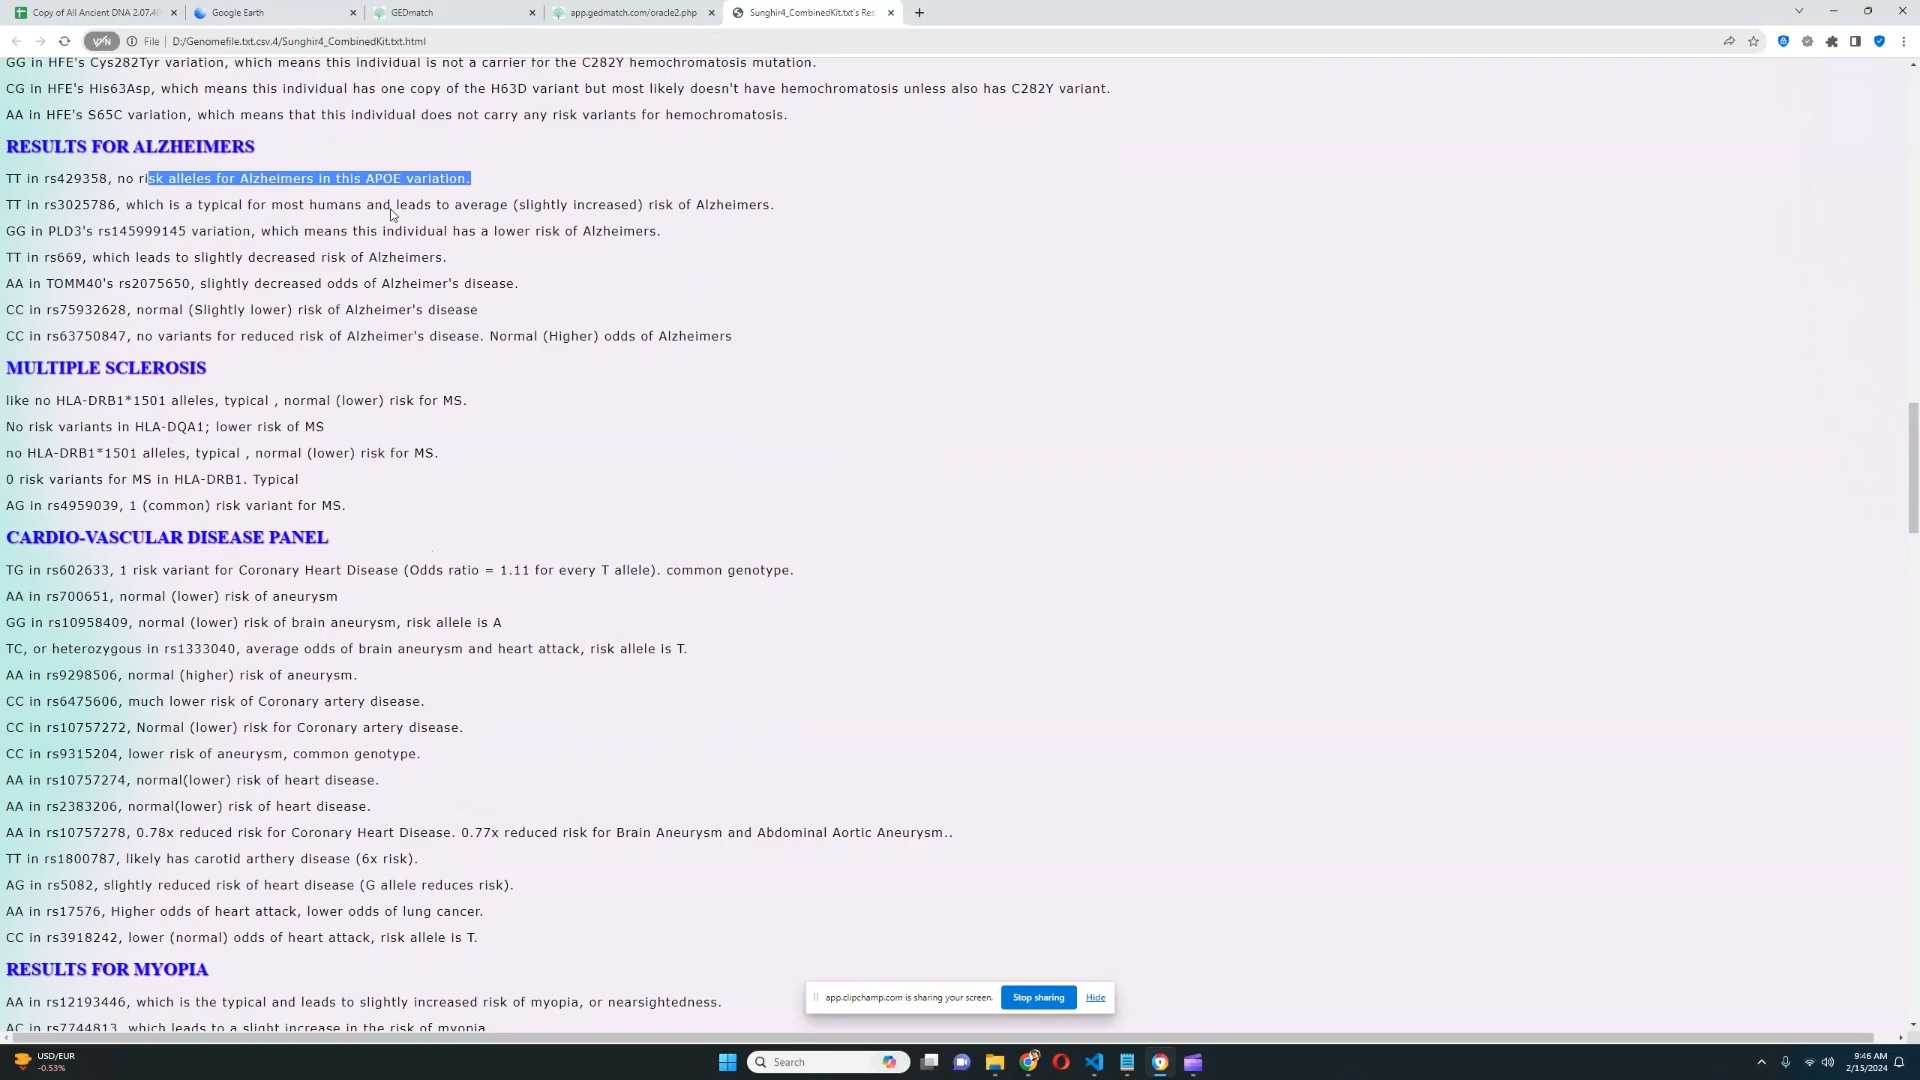 Copy of All Ancient DNA 2.07.40
Google Earth
GEDmatch
app.gedmatch.com/oracle2.php
Sunghir4_CombinedKit.txt's Res
VPN
File
D:/Genomefile.txt.csv.4/Sunghir4_CombinedKit.txt.html
GG in HFE's Cys282Tyr variation, which means this individual is not a carrier for the C282Y hemochromatosis mutation.
CG in HFE's His63Asp, which means this individual has one copy of the H63D variant but most likely doesn't have hemochromatosis unless also has C282Y variant.
AA in HFE's S65C variation, which means that this individual does not carry any risk variants for hemochromatosis.
RESULTS FOR ALZHEIMERS
TT in rs429358, no risk alleles for Alzheimers in this APOE variation.
TT in rs3025786, which is a typical for most humans and leads to average (slightly increased) risk of Alzheimers.
GG in PLD3's rs145999145 variation, which means this individual has a lower risk of Alzheimers.
TT in rs669, which leads to slightly decreased risk of Alzheimers.
AA in TOMM40's rs2075650, slightly decreased odds of Alzheimer's disease.
CC in rs75932628, normal (Slightly lower) risk of Alzheimer's disease
CC in rs63750847, no variants for reduced risk of Alzheimer's disease. Normal (Higher) odds of Alzheimers
MULTIPLE SCLEROSIS
like no HLA-DRB1*1501 alleles, typical , normal (lower) risk for MS.
No risk variants in HLA-DQA1; lower risk of MS
no HLA-DRB1*1501 alleles, typical , normal (lower) risk for MS.
0 risk variants for MS in HLA-DRB1. Typical
AG in rs4959039, 1 (common) risk variant for MS.
CARDIO-VASCULAR DISEASE PANEL
TG in rs602633, 1 risk variant for Coronary Heart Disease (Odds ratio = 1.11 for every T allele). common genotype.
AA in rs700651, normal (lower) risk of aneurysm
GG in rs10958409, normal (lower) risk of brain aneurysm, risk allele is A
TC, or heterozygous in rs1333040, average odds of brain aneurysm and heart attack, risk allele is T.
AA in rs9298506, normal (higher) risk of aneurysm.
CC in rs6475606, much lower risk of Coronary artery disease.
CC in rs10757272, Normal (lower) risk for Coronary artery disease.
CC in rs9315204, lower risk of aneurysm, common genotype.
AA in rs10757274, normal(lower) risk of heart disease.
AA in rs2383206, normal(lower) risk of heart disease.
AA in rs10757278, 0.78x reduced risk for Coronary Heart Disease. 0.77x reduced risk for Brain Aneurysm and Abdominal Aortic Aneurysm..
TT in rs1800787, likely has carotid arthery disease (6x risk).
AG in rs5082, slightly reduced risk of heart disease (G allele reduces risk).
AA in rs17576, Higher odds of heart attack, lower odds of lung cancer.
CC in rs3918242, lower (normal) odds of heart attack, risk allele is T.
RESULTS FOR MYOPIA
AA in rs12193446, which is the typical and leads to slightly increased risk of myopia, or nearsightedness.
AC in rs7744813, which leads to a slight increase in the risk of myopia
app.clipchamp.com is sharing your screen.
Stop sharing
Hide
USD/EUR
-0.53%
Search
9:46 AM
2/15/2024